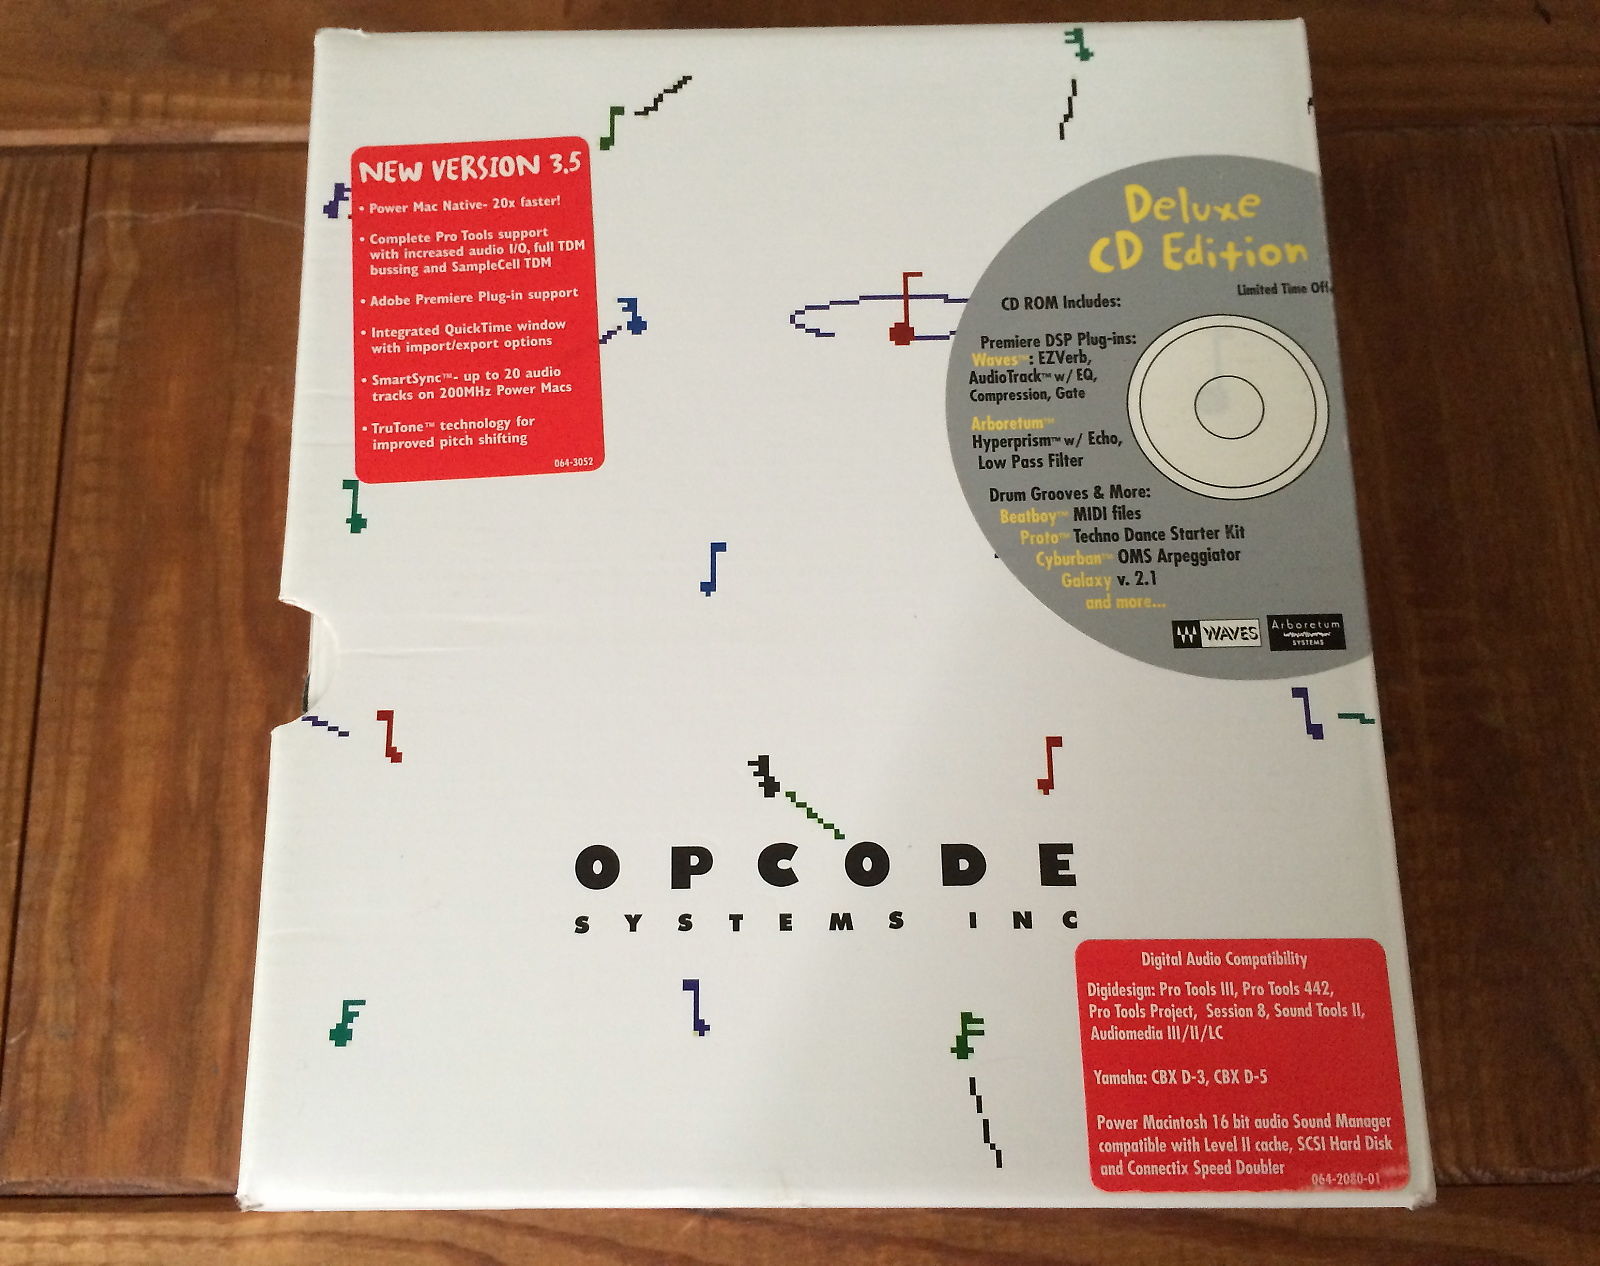 NEW VERSION 3.5
• Power Mac Native- 20x faster!
• Complete Pro Tools support
with increased audio I/O, full TDM
bussing and SampleCell TDM
• Adobe Premiere Plug-in support
• Integrated QuickTime window
with import/export options
• SmartSync™- up to 20 audio
tracks on 200MHz Power Macs
• TruTone™ technology for
improved pitch shifting
064-3052
Deluxe
CD Edition
Limited Time Off
CD ROM Includes:
Premiere DSP Plug-ins:
Waves™: EZVerb,
AudioTrack™ w/ EQ,
Compression, Gate
Arboretum™
Hyperprism™ w/ Echo,
Low Pass Filter
Drum Grooves & More:
Beatboy™ MIDI files
Proto™ Techno Dance Starter Kit
Cyburban™ OMS Arpeggiator
Galaxy v. 2.1
and more...
WAVES
Arboretum
SYSTEMS
OPCODE
SYSTEMS INC
Digital Audio Compatibility
Digidesign: Pro Tools III, Pro Tools 442,
Pro Tools Project, Session 8, Sound Tools II,
Audiomedia III/II/LC
Yamaha: CBX D-3, CBX D-5
Power Macintosh 16 bit audio Sound Manager
compatible with Level II cache, SCSI Hard Disk
and Connectix Speed Doubler
064-2080-01